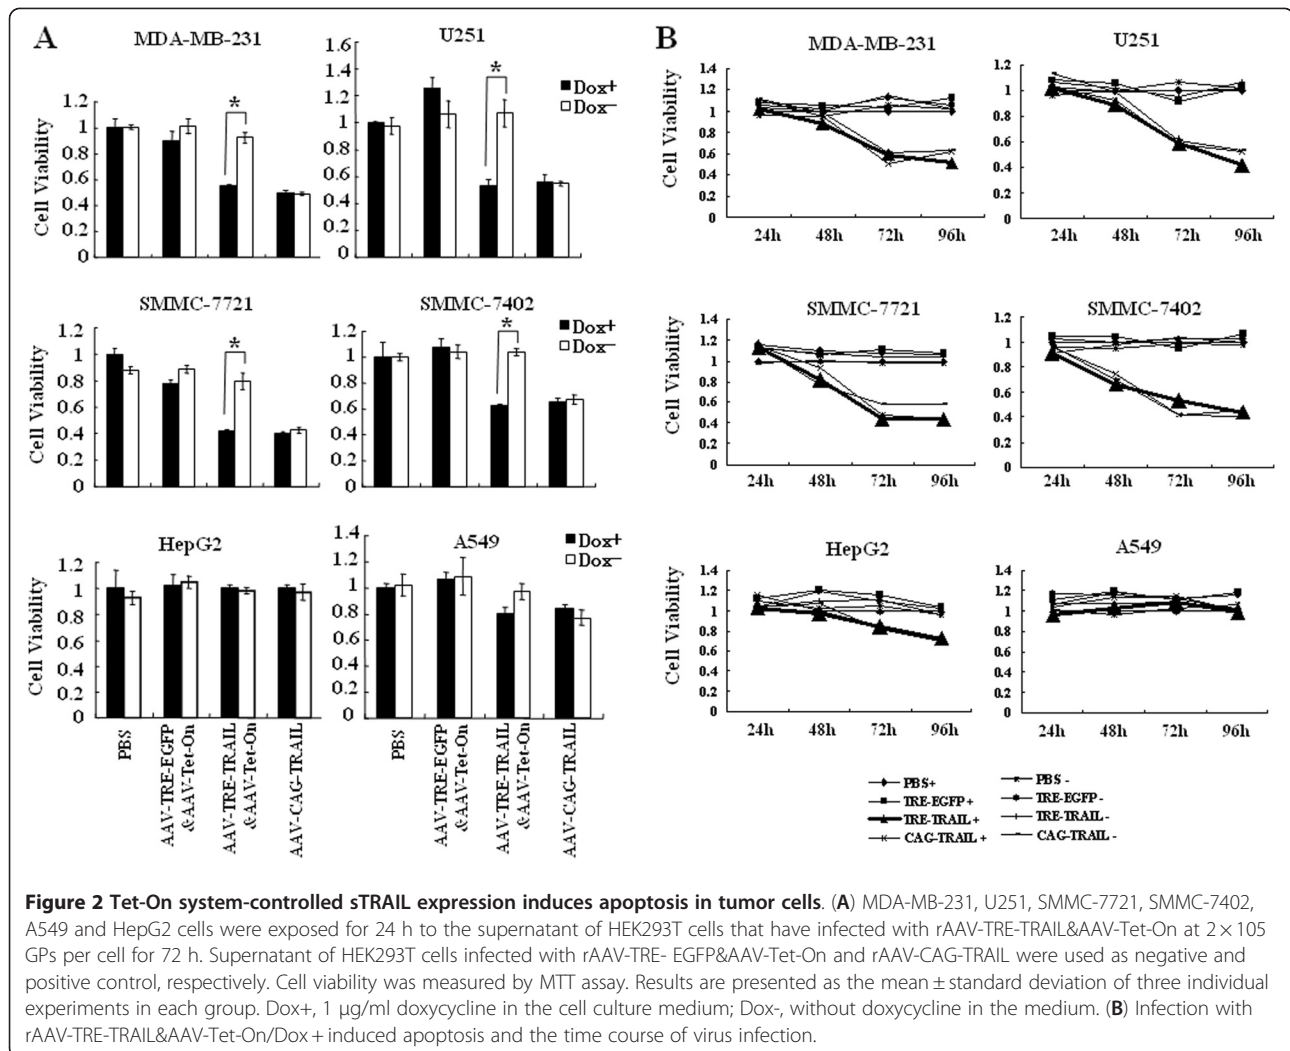 A
MDA-MB-231
U251
Cell Viability
1.2
1
0.8
0.6
0.4
0.2
0
*
1.6
1.4
1.2
1
0.8
0.6
0.4
0.2
0
*
Dox+
Dox−
SMMC-7721
SMMC-7402
Cell Viability
1.2
1
0.8
0.6
0.4
0.2
0
*
1.2
1
0.8
0.6
0.4
0.2
0
*
Dox+
Dox−
HepG2
A549
Cell Viability
1.4
1.2
1
0.8
0.6
0.4
0.2
0
1.4
1.2
1
0.8
0.6
0.4
0.2
0
Dox+
Dox−
PBS
AAV-TRE-EGFP
&AAV-Tet-On
AAV-TRE-TRAIL
&AAV-Tet-On
AAV-CAG-TRAIL
PBS
AAV-TRE-EGFP
&AAV-Tet-On
AAV-TRE-TRAIL
&AAV-Tet-On
AAV-CAG-TRAIL
B
MDA-MB-231
U251
Cell Viability
1.4
1.2
1
0.8
0.6
0.4
0.2
0
24h 48h 72h 96h
1.2
1
0.8
0.6
0.4
0.2
0
24h 48h 72h 96h
SMMC-7721
SMMC-7402
Cell Viability
1.4
1.2
1
0.8
0.6
0.4
0.2
0
24h 48h 72h 96h
1.2
1
0.8
0.6
0.4
0.2
0
24h 48h 72h 96h
HepG2
A549
Cell Viability
1.4
1.2
1
0.8
0.6
0.4
1.2
0
24h 48h 72h 96h
1.4
1.2
1
0.8
0.6
0.4
1.2
0
24h 48h 72h 96h
PBS+
TRE-EGFP+
TRE-TRAIL+
CAG-TRAIL+
PBS -
TRE-EGFP -
TRE-TRAIL -
CAG-TRAIL -
Figure 2 Tet-On system-controlled sTRAIL expression induces apoptosis in tumor cells. (A) MDA-MB-231, U251, SMMC-7721, SMMC-7402,
A549 and HepG2 cells were exposed for 24 h to the supernatant of HEK293T cells that have infected with rAAV-TRE-TRAIL&AAV-Tet-On at 2 × 105
GPs per cell for 72 h. Supernatant of HEK293T cells infected with rAAV-TRE- EGFP&AAV-Tet-On and rAAV-CAG-TRAIL were used as negative and
positive control, respectively. Cell viability was measured by MTT assay. Results are presented as the mean ± standard deviation of three individual
experiments in each group. Dox+, 1 μg/ml doxycycline in the cell culture medium; Dox-, without doxycycline in the medium. (B) Infection with
rAAV-TRE-TRAIL&AAV-Tet-On/Dox + induced apoptosis and the time course of virus infection.